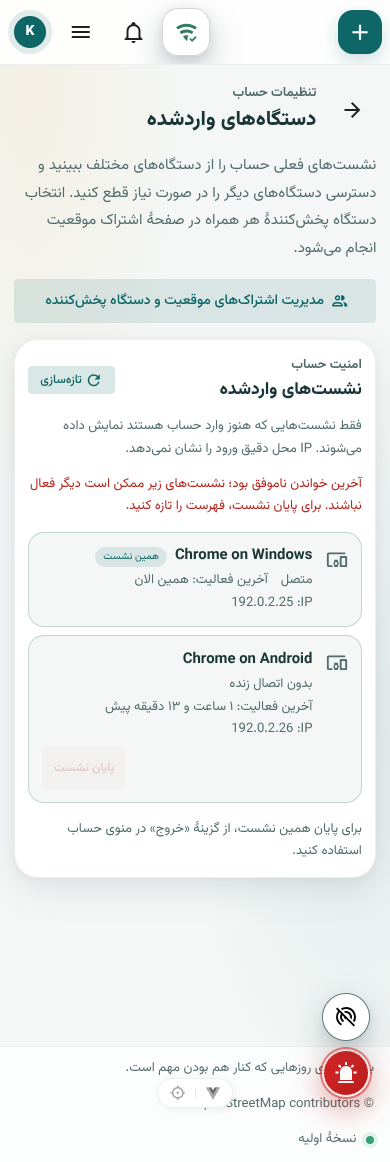 K
تنظیمات حساب
دستگاه‌های واردشده
نشست‌های فعلی حساب را از دستگاه‌های مختلف ببینید و
دسترسی دستگاه‌های دیگر را در صورت نیاز قطع کنید. انتخاب
دستگاه پخش‌کنندهٔ هر همراه در صفحهٔ اشتراک موقعیت
انجام می‌شود.
مدیریت اشتراک‌های موقعیت و دستگاه پخش‌کننده
امنیت حساب
نشست‌های واردشده
تازه‌سازی
فقط نشست‌هایی که هنوز وارد حساب هستند نمایش داده
می‌شوند. IP محل دقیق ورود را نشان نمی‌دهد.
آخرین خواندن ناموفق بود؛ نشست‌های زیر ممکن است دیگر فعال
نباشند. برای پایان نشست، فهرست را تازه کنید.
Chrome on Windows همین نشست
متصل آخرین فعالیت: همین الان
IP: 192.0.2.25
Chrome on Android
بدون اتصال زنده
آخرین فعالیت: ۱ ساعت و ۱۳ دقیقه پیش
IP: 192.0.2.26
پایان نشست
برای پایان همین نشست، از گزینهٔ «خروج» در منوی حساب
استفاده کنید.
روزهایی که کنار هم بودن مهم است.
© StreetMap contributors
نسخهٔ اولیه